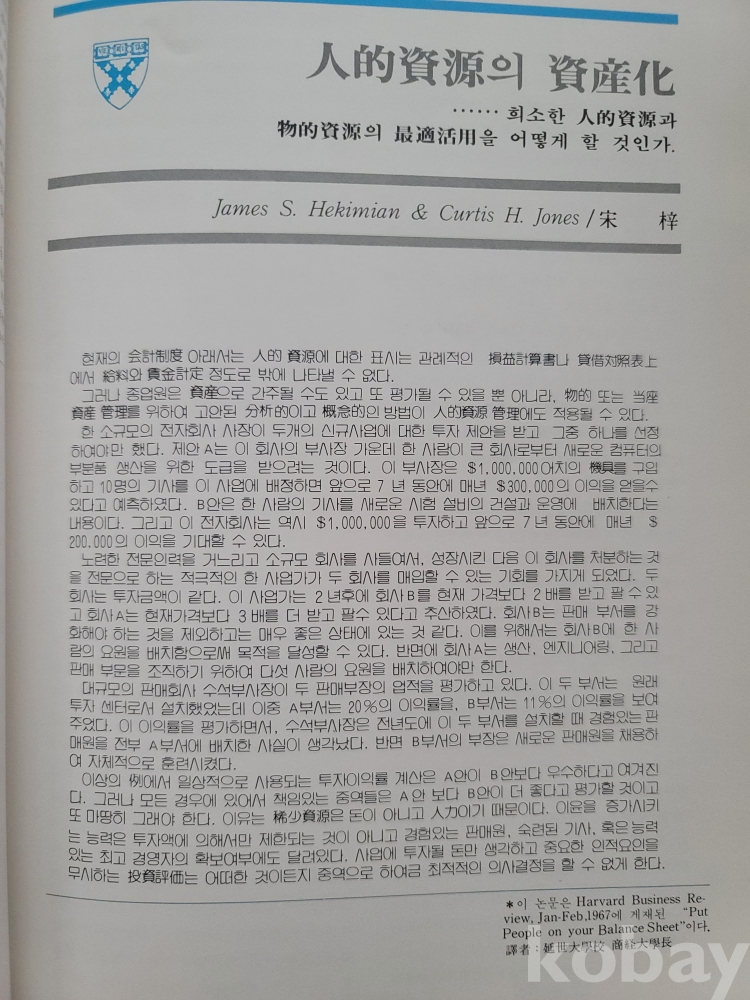 人的資源의 資産化
…… 희소한 人的資源과
物的資源의 最適活用을 어떻게 할 것인가.
James S. Hekimian & Curtis H. Jones / 宋 梓
현재의 会計制度 아래서는 人的 資源에 대한 표시는 관례적인 損益計算書나 貸借対照表上
에서 給料와 賃金計定 정도로 밖에 나타낼 수 없다.
그러나 종업원은 資産으로 간주될 수도 있고 또 평가될 수 있을 뿐 아니라, 物的 또는 当座
資産 管理를 위하여 고안된 分析的이고 概念的인 방법이 人的資源 管理에도 적용될 수 있다.
한 소규모의 전자회사 사장이 두개의 신규사업에 대한 투자 제안을 받고 그중 하나를 선정
하여야만 했다. 제안 A는 이 회사의 부사장 가운데 한 사람이 큰 회사로부터 새로운 컴퓨터의
부분품 생산을 위한 도급을 받으려는 것이다. 이 부사장은 $1,000,000어치의 機具를 구입
하고 10명의 기사를 이 사업에 배정하면 앞으로 7 년 동안에 매년 $300,000의 이익을 얻을수
있다고 예측하였다. B안은 한 사람의 기사를 새로운 시험 설비의 건설과 운영에 배치한다는
내용이다. 그리고 이 전자회사는 역시 $1,000,000을 투자하고 앞으로 7년 동안에 매년 $
200,000의 이익을 기대할 수 있다.
노련한 전문인력을 거느리고 소규모 회사를 사들여서, 성장시킨 다음 이 회사를 처분하는 것
을 전문으로 하는 적극적인 한 사업가가 두 회사를 매입할 수 있는 기회를 가지게 되었다. 두
회사는 투자금액이 같다. 이 사업가는 2년후에 회사B를 현재 가격보다 2배를 받고 팔 수 있
고 회사A는 현재가격보다 3배를 더 받고 팔수 있다고 추산하였다. 회사B는 판매 부서를 강
화해야 하는 것을 제외하고는 매우 좋은 상태에 있는 것 같다. 이를 위해서는 회사B에 한 사
람의 요원을 배치함으로써 목적을 달성할 수 있다. 반면에 회사A는 생산, 엔지니어링, 그리고
판매 부문을 조직하기 위하여 다섯 사람의 요원을 배치하여야만 한다.
대규모의 판매회사 수석부사장이 두 판매부장의 업적을 평가하고 있다. 이 두 부서는 원래
투자 센터로서 설치했었는데 이중 A부서는 20%의 이익률을, B부서는 11%의 이익률을 보여
주었다. 이 이익률을 평가하면서, 수석부사장은 전년도에 이 두 부서를 설치할 때 경험있는 판
매원을 전부 A부서에 배치한 사실이 생각났다. 반면 B부서의 부장은 새로운 판매원을 채용하
여 자체적으로 훈련시켰다.
이상의 例에서 일상적으로 사용되는 투자이익률 계산은 A안이 B안보다 우수하다고 여겨진
다. 그러나 모든 경우에 있어서 책임있는 중역들은 A안 보다 B안이 더 좋다고 평가할 것이고
또 마땅히 그래야 한다. 이유는 稀少資源은 돈이 아니고 人力이기 때문이다. 이윤을 증가시키
는 능력은 투자액에 의해서만 제한되는 것이 아니고 경험있는 판매원, 숙련된 기사, 혹은 능력
있는 최고 경영자의 확보여부에도 달려있다. 사업에 투자될 돈만 생각하고 중요한 인적요인을
무시하는 投資評価는 어떠한 것이든지 중역으로 하여금 최적적인 의사결정을 할 수 없게 한다.
*이 논문은 Harvard Business Re-
view, Jan-Feb,1967에 게재된 "Put
People on your Balance Sheet"이다.
譯者：延世大學校 商経大學長
kobay